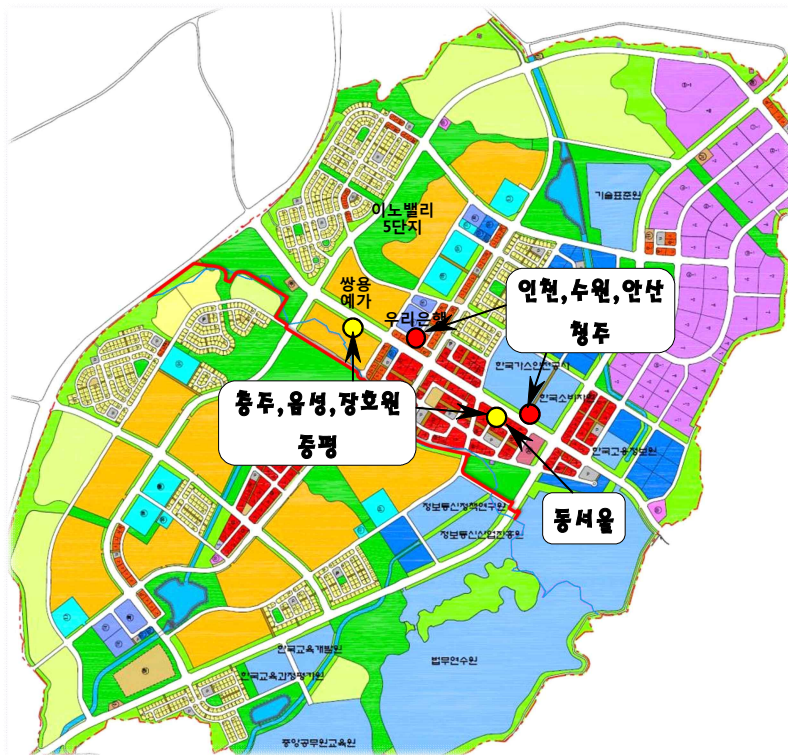 기술표준원
이노밸리
5단지
쌍용
예가
우리은행
인천,수원,안산
청주
한국가스안전공사
한국소비자원
충주,음성,장호원
증평
한국고용정보원
정보통신정책연구원
동서울
정보통신산업진흥원
한국교육개발원
법무연수원
한국교육과정평가원
중앙공무원교육원